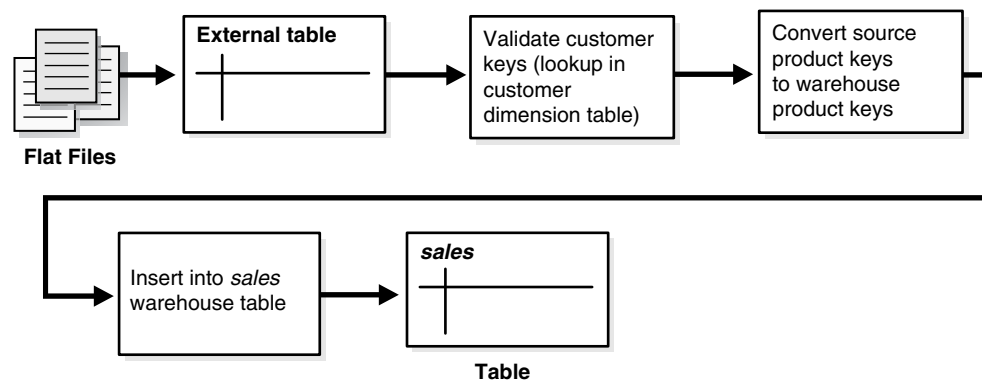 External table
Validate customer
keys (lookup in
customer
dimension table)
Convert source
product keys
to warehouse
product keys
Flat Files
Insert into sales
warehouse table
sales
Table